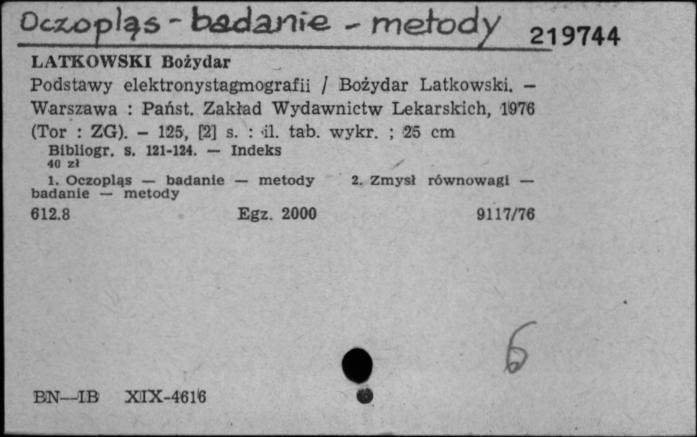 Oczopląs - badanie - metody 219744
LATKOWSKI Bożydar
Podstawy elektronystagmografii / Bożydar Latkowski. —
Warszawa : Państ. Zakład Wydawnictw Lekarskich, 1976
(Tor : ZG). — 125, [2] s. : il. tab. wykr. ; 25 cm
Bibliogr. s. 121-124. — Indeks
40 zł
1. Oczopląs — badanie — metody 2. Zmysł równowagi —
badanie — metody
612.8 Egz. 2000 9117/76
6
BN—IB XIX-4616